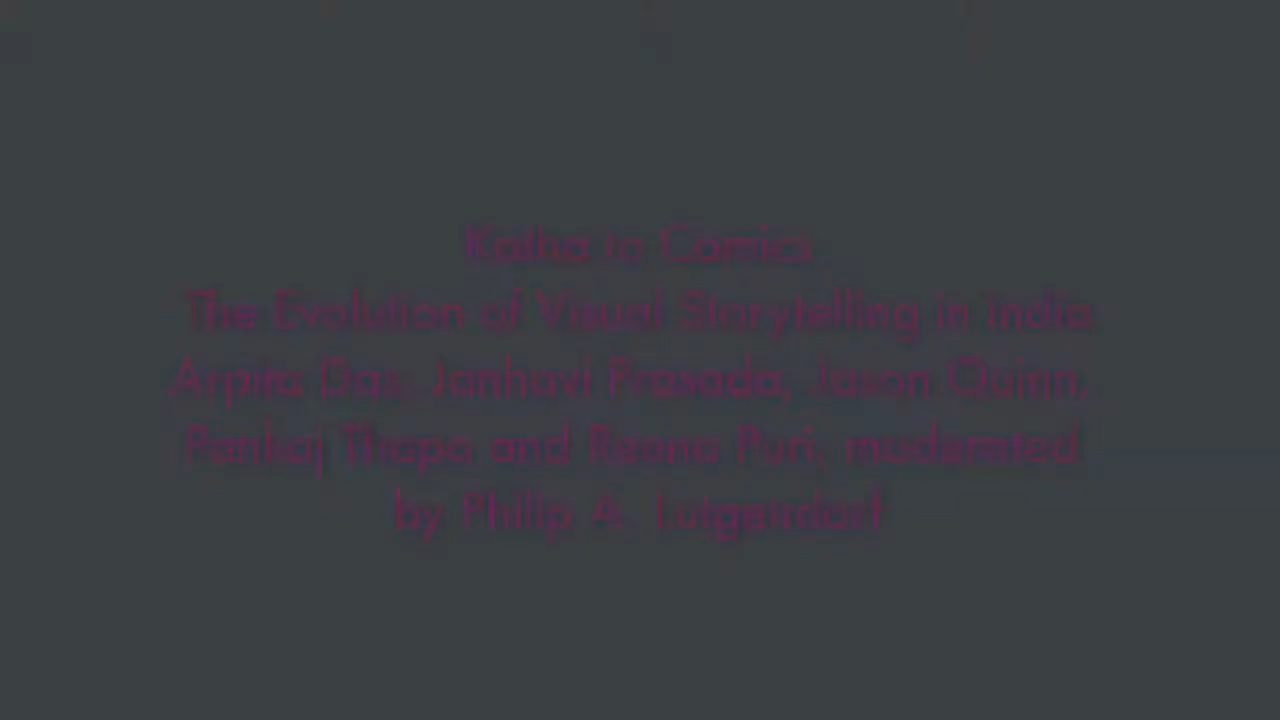 Katha to Comics
The Evolution of Visual Storytelling in India
Arpita Das, Janhavi Prasada, Jason Quinn,
Pankaj Thapa and Reena Puri, moderated
by Philip A. Lutgendorf